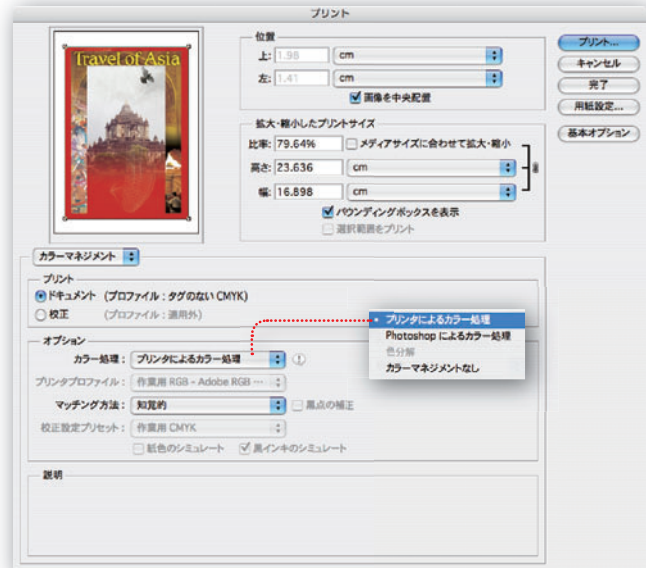 プリント
Travel of Asia
位置
上: 1.98 cm
左: 1.41 cm
画像を中央配置
拡大・縮小したプリントサイズ
比率: 79.64% メディアサイズに合わせて拡大・縮小
高さ: 23.636 cm
幅: 16.898 cm
バウンディングボックスを表示
選択範囲をプリント
プリント...
キャンセル
完了
用紙設定...
基本オプション
カラーマネジメント
プリント
ドキュメント (プロファイル : タグのない CMYK)
校正 (プロファイル : 適用外)
オプション
カラー処理 : プリンタによるカラー処理
プリンタプロファイル : 作業用 RGB - Adobe RGB ...
マッチング方法 : 知覚的 黒点の補正
校正設定プリセット : 作業用 CMYK
紙色のシミュレート 黒インキのシミュレート
プリンタによるカラー処理
Photoshop によるカラー処理
色分解
カラーマネジメントなし
説明